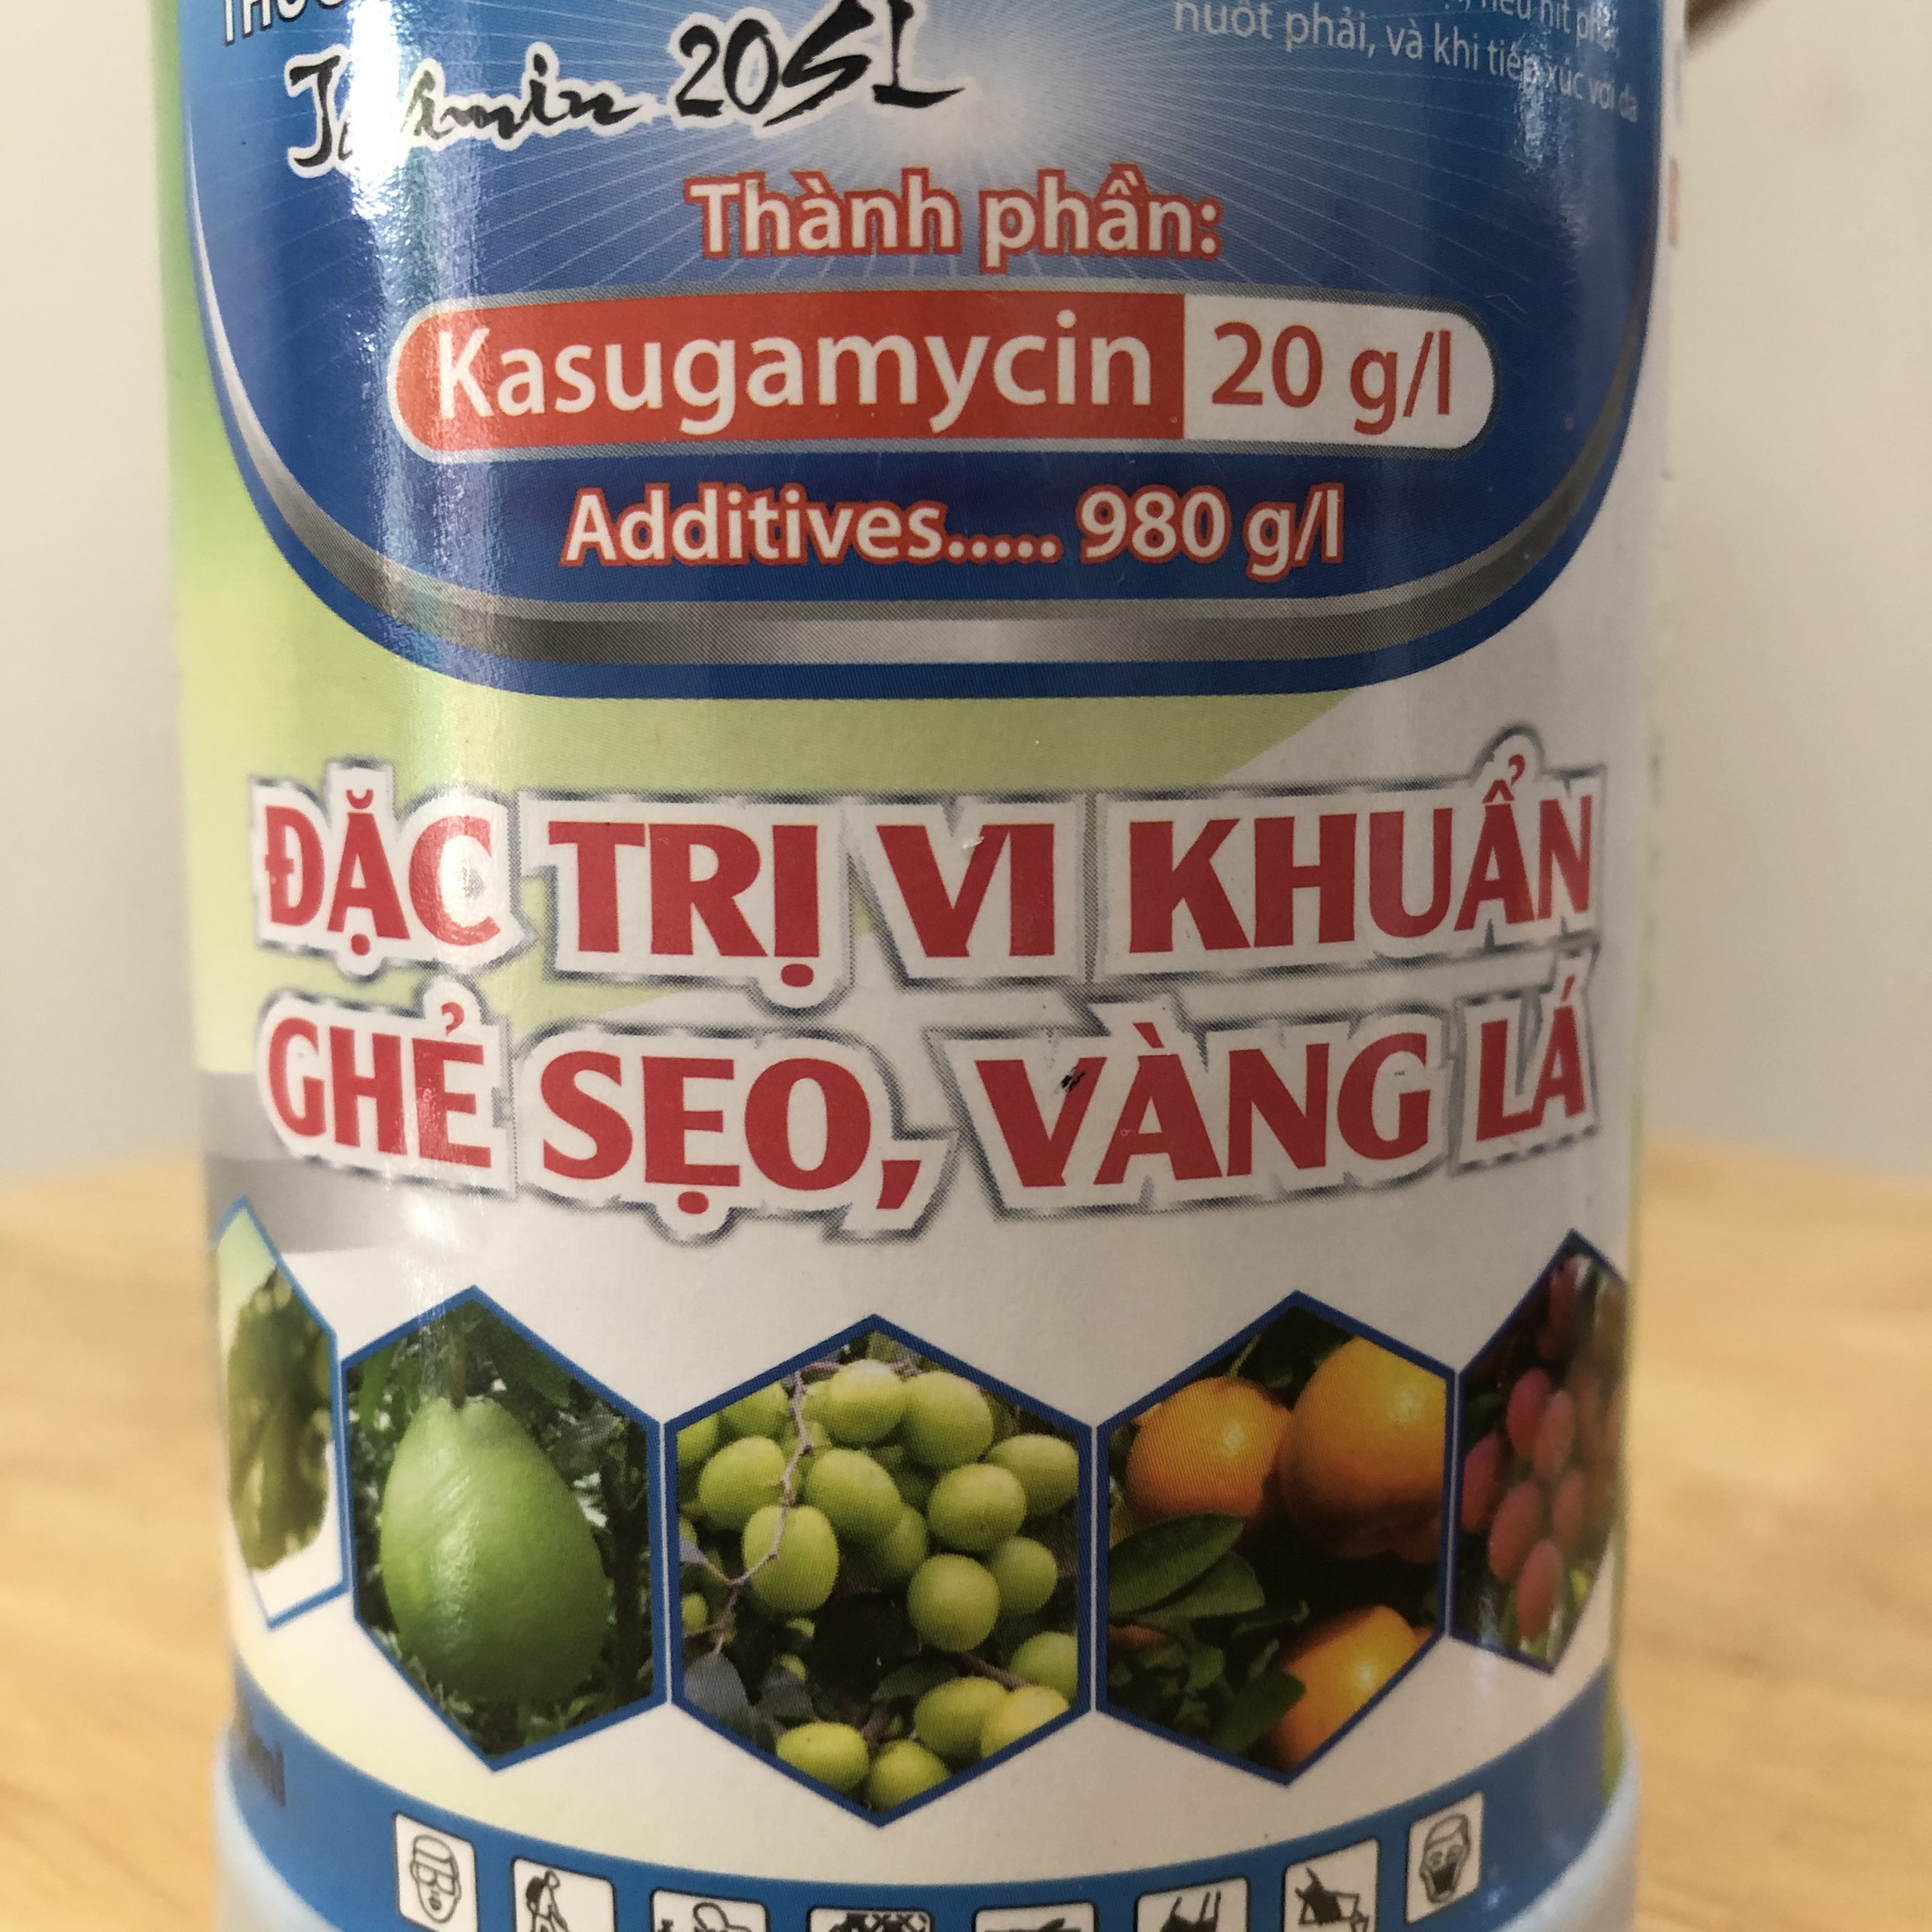 nuốt phải, và khi tiếp xúc với da
Jasmin 20SL
Thành phần:
Kasugamycin 20 g/l
Additives..... 980 g/l
ĐẶC TRỊ VI KHUẨN
GHẺ SẸO, VÀNG LÁ